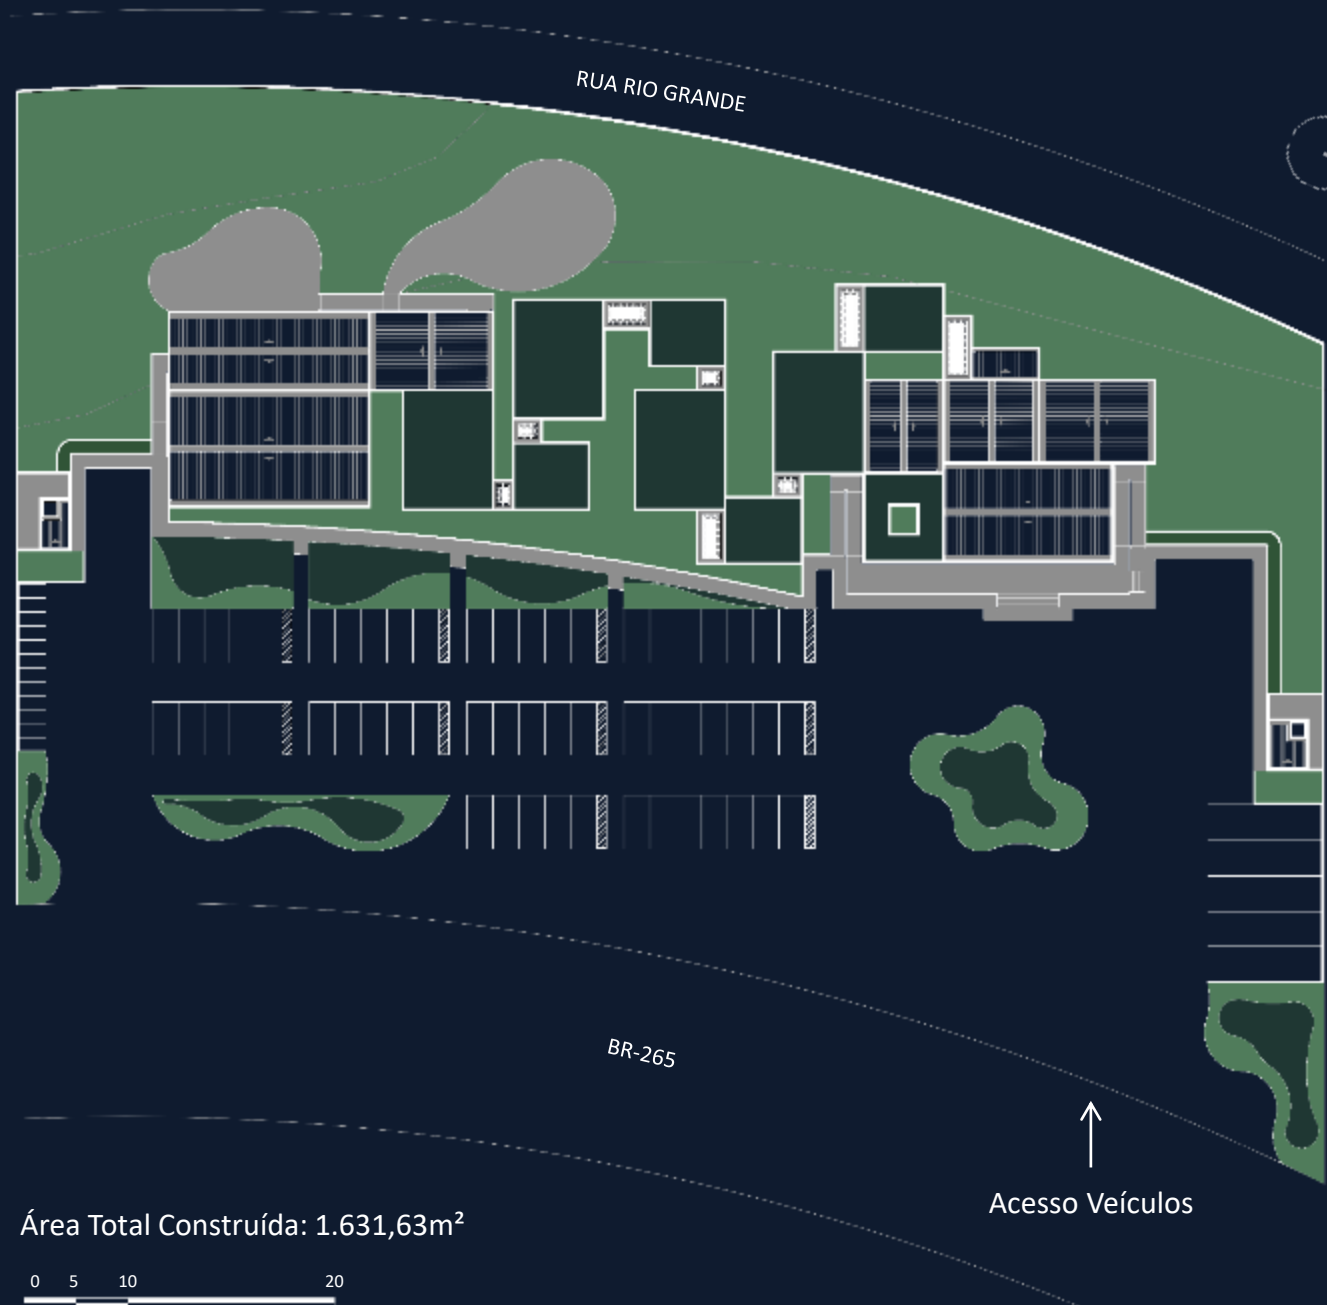 RUA RIO GRANDE
BR-265
Acesso Veículos
Área Total Construída: 1.631,63m²
0 5 10 20